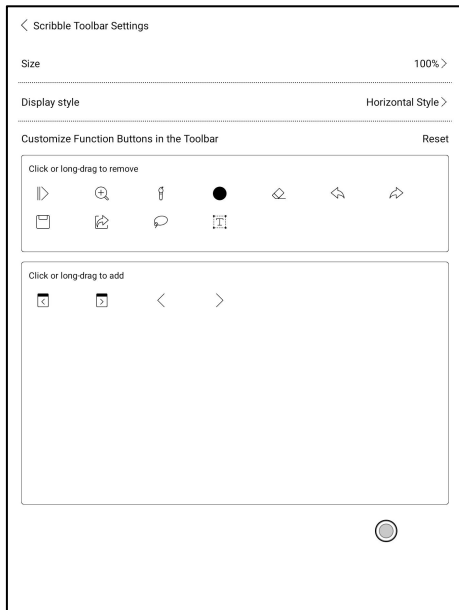 Scribble Toolbar Settings
Size 100%
Display style Horizontal Style
Customize Function Buttons in the Toolbar Reset
Click or long-drag to remove
T
Click or long-drag to add